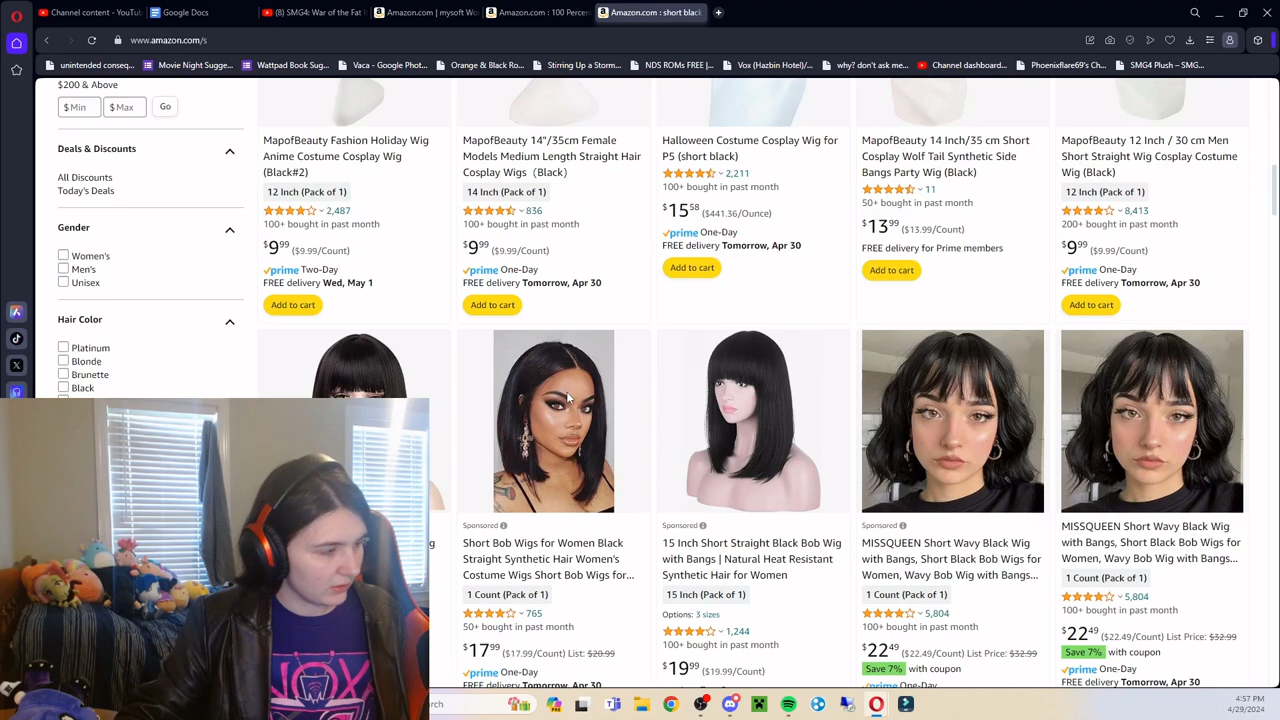 Channel content - YouTu
Google Docs
(8) SMG4: War of the Fat I
Amazon.com | mysoft Wo
Amazon.com : 100 Percen
Amazon.com : short black
www.amazon.com/s
unintended conseq...
Movie Night Sugge...
Wattpad Book Sug...
Vaca - Google Phot...
Orange & Black Ro...
Stirring Up a Storm...
NDS ROMs FREE | ...
Vox (Hazbin Hotel)/...
why? don't ask me...
Channel dashboard...
Phoenixflare69's Ch...
SMG4 Plush – SMG...
$200 & Above
$ Min
$ Max
Go
Deals & Discounts
All Discounts
Today's Deals
Gender
Women's
Men's
Unisex
Hair Color
Platinum
Blonde
Brunette
Black
MapofBeauty Fashion Holiday Wig
Anime Costume Cosplay Wig
(Black#2)
12 Inch (Pack of 1)
2,487
100+ bought in past month
$9 99 ($9.99/Count)
prime Two-Day
FREE delivery Wed, May 1
Add to cart
MapofBeauty 14"/35cm Female
Models Medium Length Straight Hair
Cosplay Wigs（Black）
14 Inch (Pack of 1)
836
100+ bought in past month
$9 99 ($9.99/Count)
prime One-Day
FREE delivery Tomorrow, Apr 30
Add to cart
Halloween Costume Cosplay Wig for
P5 (short black)
2,211
100+ bought in past month
$15 58 ($441.36/Ounce)
prime One-Day
FREE delivery Tomorrow, Apr 30
Add to cart
MapofBeauty 14 Inch/35 cm Short
Cosplay Wolf Tail Synthetic Side
Bangs Party Wig (Black)
11
50+ bought in past month
$13 99 ($13.99/Count)
FREE delivery for Prime members
Add to cart
MapofBeauty 12 Inch / 30 cm Men
Short Straight Wig Cosplay Costume
Wig (Black)
12 Inch (Pack of 1)
8,413
200+ bought in past month
$9 99 ($9.99/Count)
prime One-Day
FREE delivery Tomorrow, Apr 30
Add to cart
Sponsored
Short Bob Wigs for Women Black
Straight Synthetic Hair Women's
Costume Wigs Short Bob Wigs for...
1 Count (Pack of 1)
765
50+ bought in past month
$17 99 ($17.99/Count) List: $20.99
prime One-Day
FREE delivery Tomorrow, Apr 30
Sponsored
15 Inch Short Straight Black Bob Wig
with Bangs | Natural Heat Resistant
Synthetic Hair for Women
15 Inch (Pack of 1)
Options: 3 sizes
1,244
100+ bought in past month
$19 99 ($19.99/Count)
Sponsored
MISSQUEEN Short Wavy Black Wig
with Bangs, Short Black Bob Wigs for
Women, Wavy Bob Wig with Bangs...
1 Count (Pack of 1)
5,804
100+ bought in past month
$22 49 ($22.49/Count) List Price: $32.99
Save 7% with coupon
prime One-Day
MISSQUEEN Short Wavy Black Wig
with Bangs, Short Black Bob Wigs for
Women, Wavy Bob Wig with Bangs...
1 Count (Pack of 1)
5,804
100+ bought in past month
$22 49 ($22.49/Count) List Price: $32.99
Save 7% with coupon
prime One-Day
FREE delivery Tomorrow, Apr 30
4:57 PM
4/29/2024